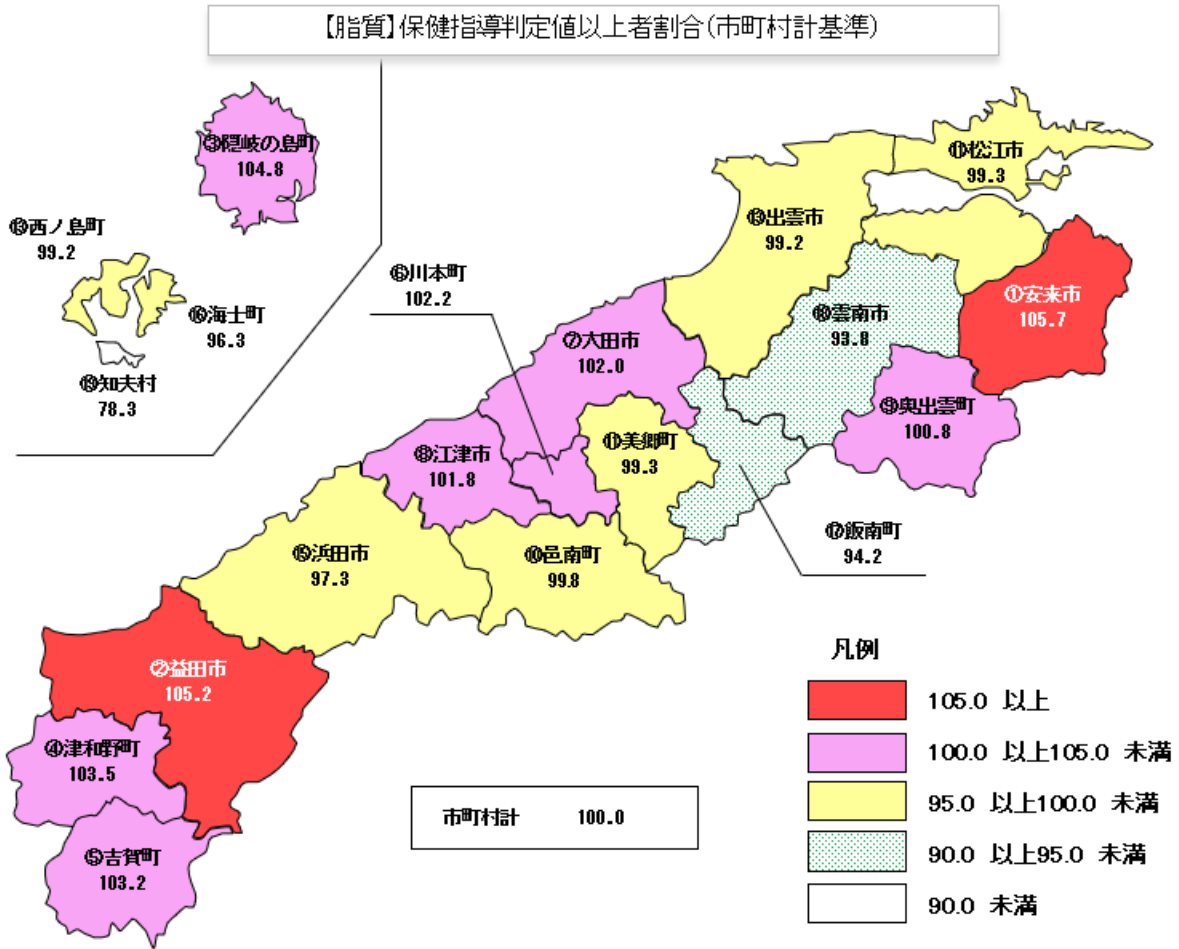 【脂質】保健指導判定値以上者割合(市町村計基準)
③隠岐の島町
104.8
⑪松江市
99.3
⑬西ノ島町
99.2
⑬出雲市
99.2
⑥川本町
102.2
①安来市
105.7
⑯海士町
96.3
⑱雲南市
93.8
⑦大田市
102.0
⑲知夫村
78.3
⑨奥出雲町
100.8
⑧江津市
101.8
⑪美郷町
99.3
⑰飯南町
94.2
⑮浜田市
97.3
⑩邑南町
99.8
②益田市
105.2
④津和野町
103.5
⑤吉賀町
103.2
市町村計 100.0
凡例
105.0 以上
100.0 以上105.0 未満
95.0 以上100.0 未満
90.0 以上95.0 未満
90.0 未満